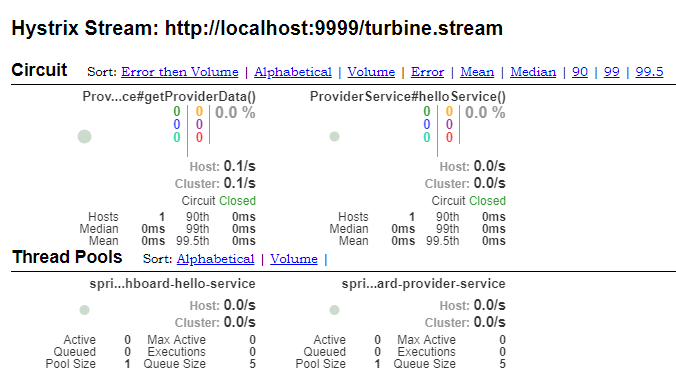 Hystrix Stream: http://localhost:9999/turbine.stream
Circuit Sort: Error then Volume | Alphabetical | Volume | Error | Mean | Median | 90 | 99 | 99.5
Prov...ce#getProviderData() ProviderService#helloService()
0 0 0.0 % 0 0 0.0 %
0 0 0 0
0 0 0 0
Host: 0.1/s Host: 0.0/s
Cluster: 0.1/s Cluster: 0.0/s
Circuit Closed Circuit Closed
Hosts 1 90th 0ms Hosts 1 90th 0ms
Median 0ms 99th 0ms Median 0ms 99th 0ms
Mean 0ms 99.5th 0ms Mean 0ms 99.5th 0ms
Thread Pools Sort: Alphabetical | Volume |
spri...hboard-hello-service spri...ard-provider-service
Host: 0.0/s Host: 0.0/s
Cluster: 0.0/s Cluster: 0.0/s
Active 0 Max Active 0 Active 0 Max Active 0
Queued 0 Executions 0 Queued 0 Executions 0
Pool Size 1 Queue Size 5 Pool Size 1 Queue Size 5